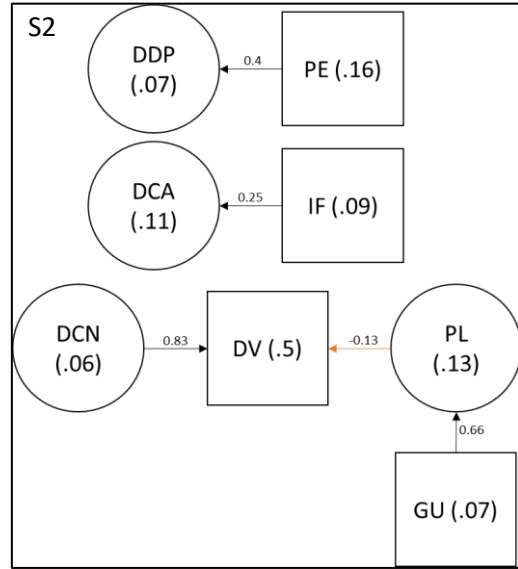 S2
DDP
(.07)
0.4
PE (.16)
DCA
(.11)
0.25
IF (.09)
DCN
(.06)
0.83
DV (.5)
-0.13
PL
(.13)
0.66
GU (.07)